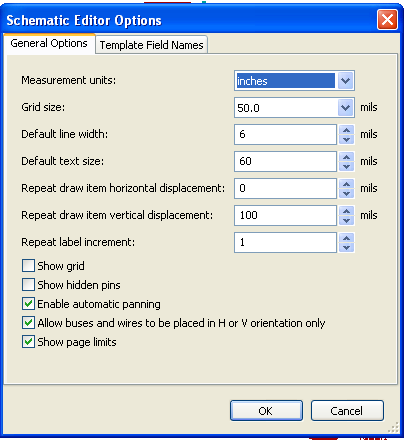 Schematic Editor Options
General Options Template Field Names
Measurement units: inches
Grid size: 50.0 mils
Default line width: 6 mils
Default text size: 60 mils
Repeat draw item horizontal displacement: 0 mils
Repeat draw item vertical displacement: 100 mils
Repeat label increment: 1
Show grid
Show hidden pins
Enable automatic panning
Allow buses and wires to be placed in H or V orientation only
Show page limits
OK Cancel